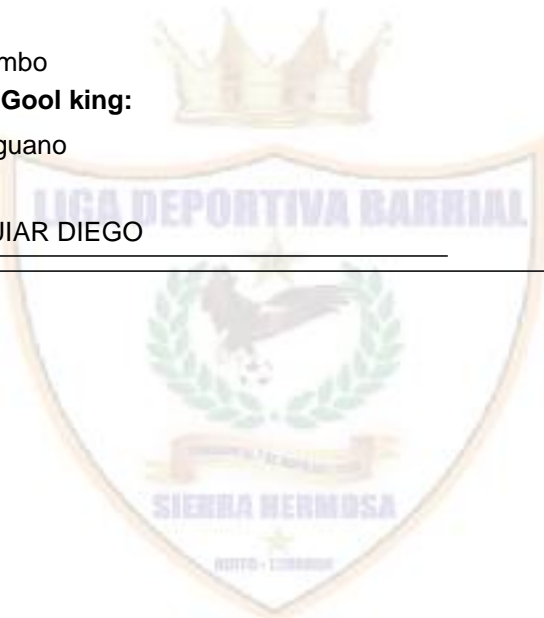 mbo
Gool king:
guano
LIGA DEPORTIVA BARRIAL
UIAR DIEGO
SIERRA HERMOSA